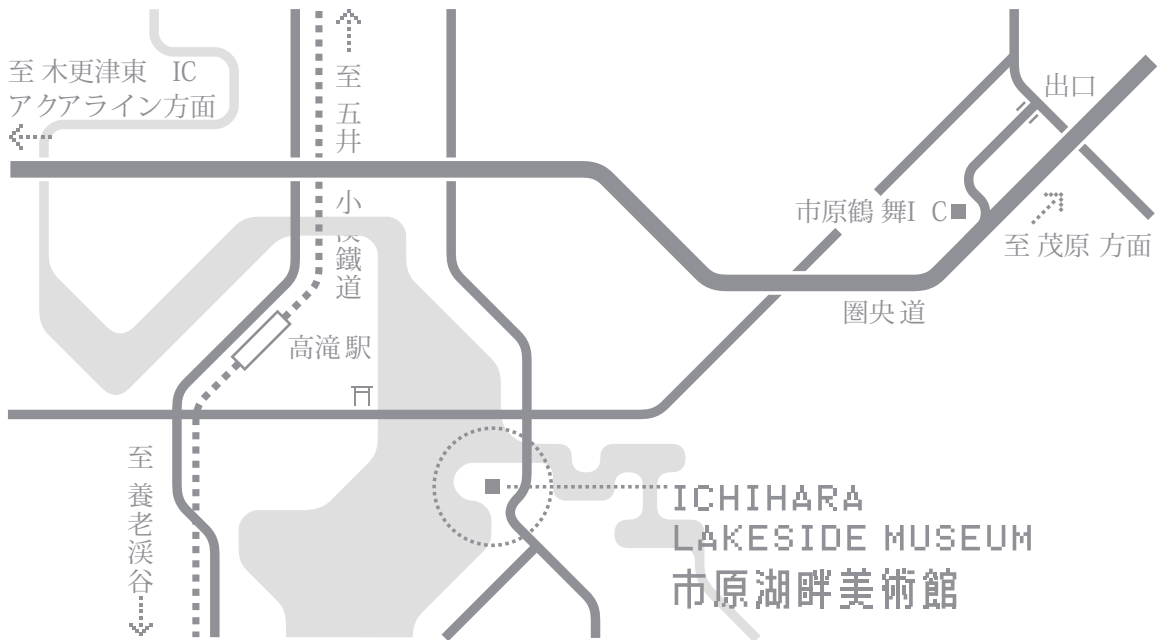 至 木更津東 IC
アクアライン方面
至 五井
小湊鐵道
高滝駅
至 養老渓谷
出口
市原鶴舞IC
至 茂原 方面
圏央道
ICHIHARA
LAKESIDE MUSEUM
市原湖畔美術館